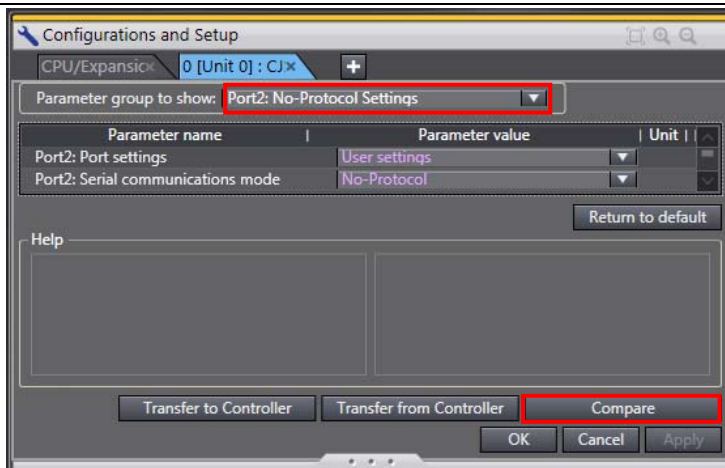 Configurations and Setup
CPU/Expansio 0 [Unit 0] : CJ
Parameter group to show: Port2: No-Protocol Settings
Parameter name Parameter value Unit
Port2: Port settings User settings
Port2: Serial communications mode No-Protocol
Return to default
Help
Transfer to Controller Transfer from Controller Compare
OK Cancel Apply